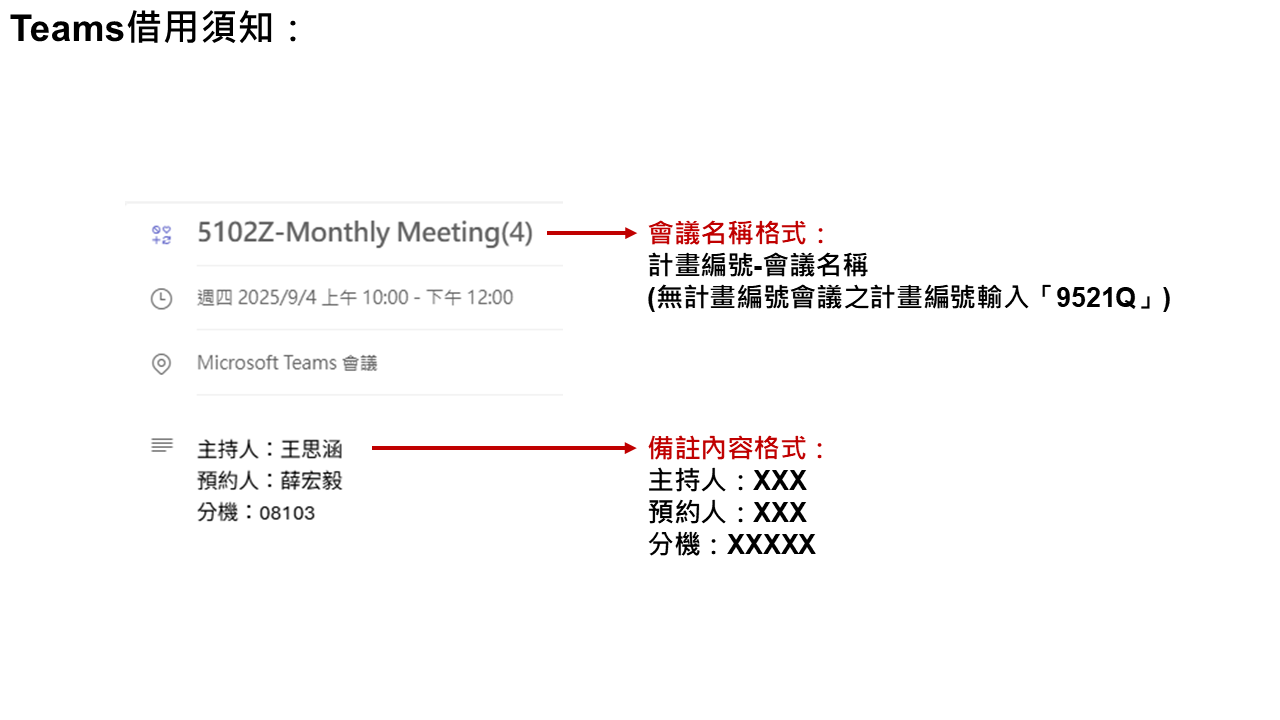 Teams借用須知：
5102Z-Monthly Meeting(4)
會議名稱格式：
計畫編號-會議名稱
(無計畫編號會議之計畫編號輸入「9521Q」)
週四 2025/9/4 上午 10:00 - 下午 12:00
Microsoft Teams 會議
主持人：王思涵
預約人：薛宏毅
分機：08103
備註內容格式：
主持人：XXX
預約人：XXX
分機：XXXXX